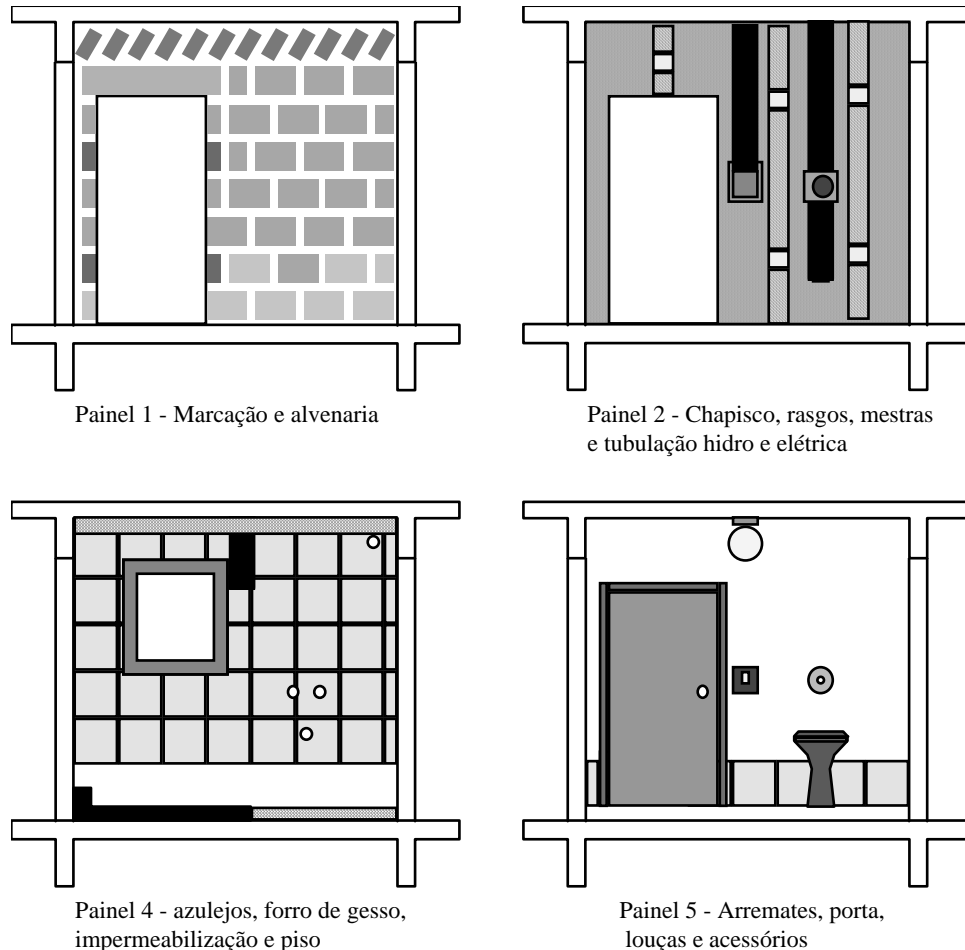 Painel 1 - Marcação e alvenaria
Painel 2 - Chapisco, rasgos, mestras
e tubulação hidro e elétrica
Painel 4 - azulejos, forro de gesso,
impermeabilização e piso
Painel 5 - Arremates, porta,
louças e acessórios